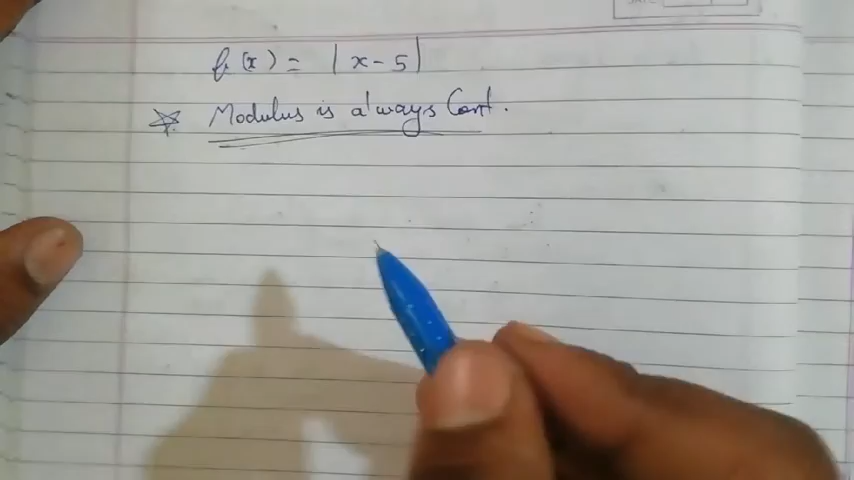 f(x) = |x-5|
Modulus is always Cont.